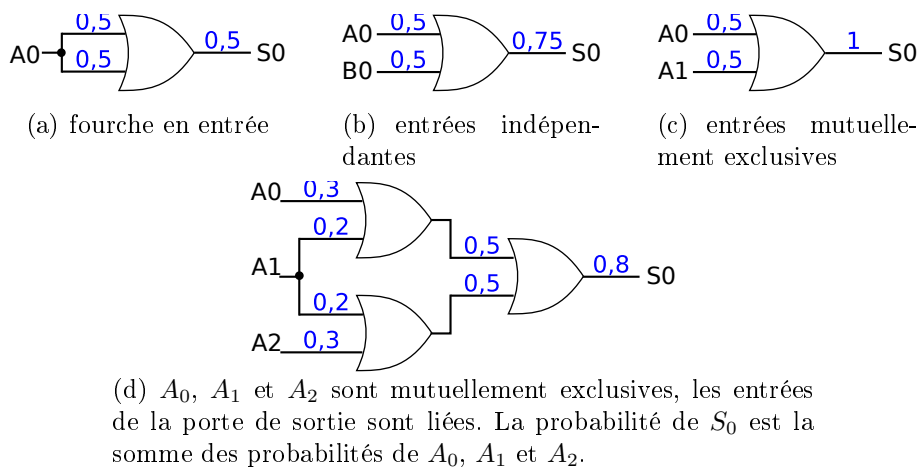 0,5
A0
0,5
0,5
S0
A0
0,5
B0
0,5
0,75
S0
A0
0,5
A1
0,5
1
S0
(a) fourche en entrée
(b) entrées indépen-
dantes
(c) entrées mutuelle-
ment exclusives
A0
0,3
0,2
A1
0,2
A2
0,3
0,5
0,5
0,8
S0
(d) A₀, A₁ et A₂ sont mutuellement exclusives, les entrées
de la porte de sortie sont liées. La probabilité de S₀ est la
somme des probabilités de A₀, A₁ et A₂.